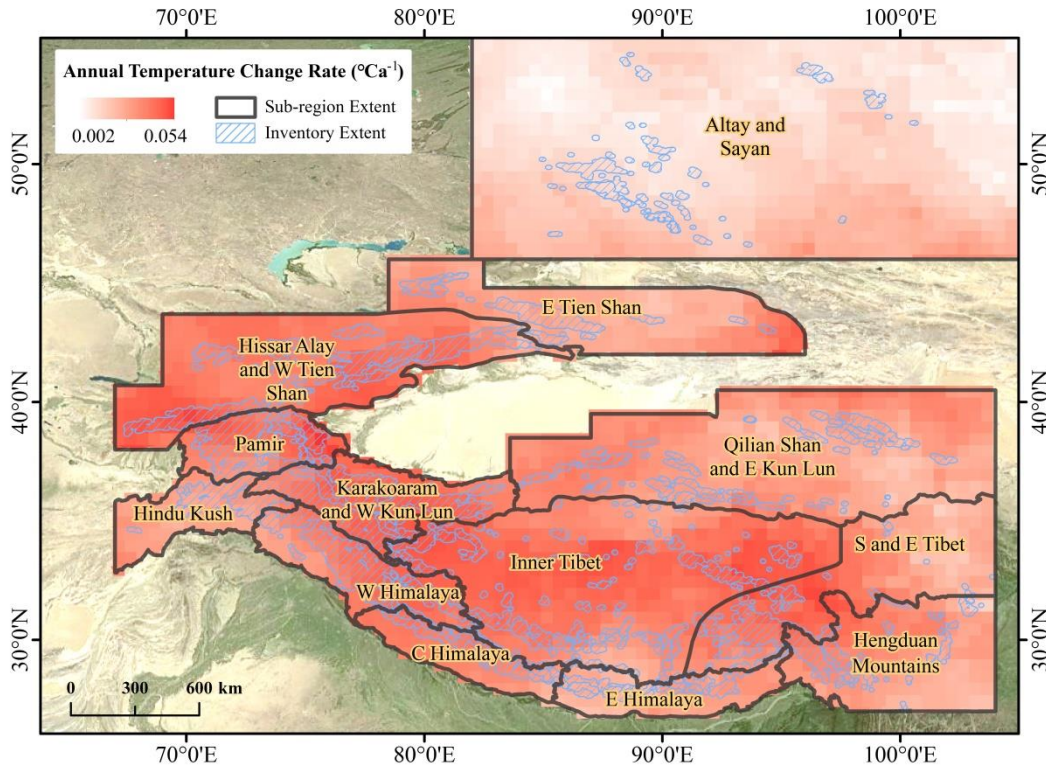 70°0'E 80°0'E 90°0'E 100°0'E
Annual Temperature Change Rate (°Ca⁻¹)
0.002 0.054
Sub-region Extent
Inventory Extent
Altay and
Sayan
50°0'N 50°0'N
E Tien Shan
Hissar Alay
and W Tien
Shan
40°0'N 40°0'N
Pamir
Qilian Shan
and E Kun Lun
Karakoaram
and W Kun Lun
Hindu Kush
S and E Tibet
Inner Tibet
W Himalaya
C Himalaya
Hengduan
Mountains
30°0'N 30°0'N
E Himalaya
0 300 600 km
70°0'E 80°0'E 90°0'E 100°0'E